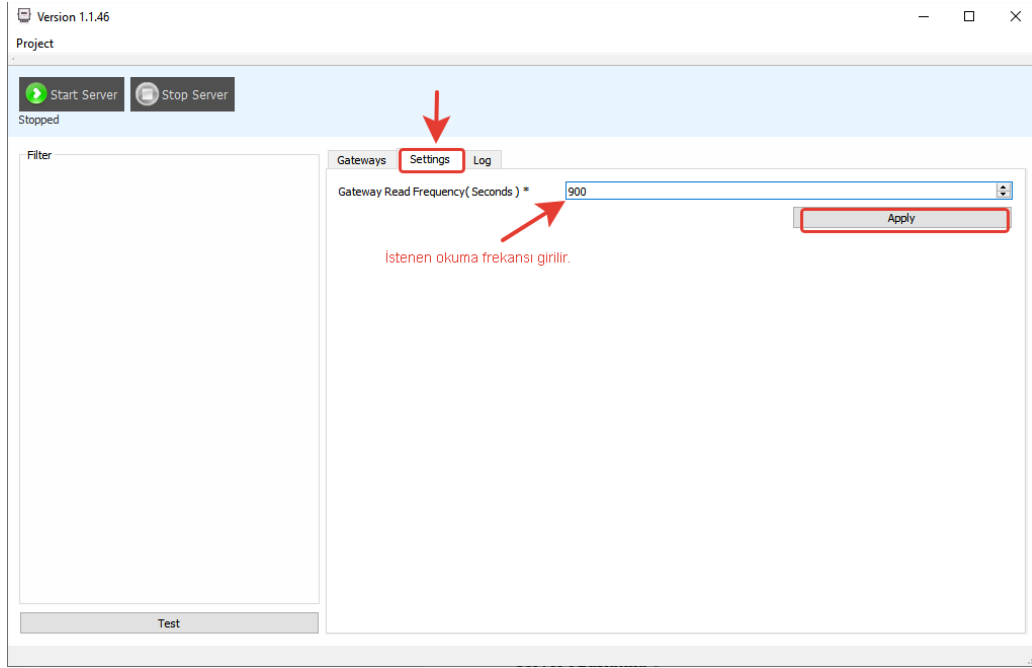 Version 1.1.46
Project
Start Server
Stop Server
Stopped
Filter
Gateways
Settings
Log
Gateway Read Frequency( Seconds ) *
900
Apply
İstenen okuma frekansı girilir.
Test